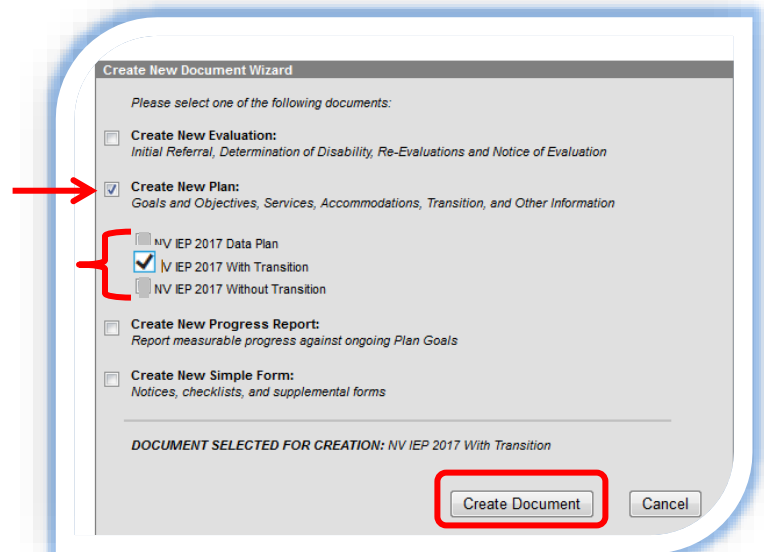 Create New Document Wizard
Please select one of the following documents:
Create New Evaluation:
Initial Referral, Determination of Disability, Re-Evaluations and Notice of Evaluation
Create New Plan:
Goals and Objectives, Services, Accommodations, Transition, and Other Information
NV IEP 2017 Data Plan
V IEP 2017 With Transition
NV IEP 2017 Without Transition
Create New Progress Report:
Report measurable progress against ongoing Plan Goals
Create New Simple Form:
Notices, checklists, and supplemental forms
DOCUMENT SELECTED FOR CREATION: NV IEP 2017 With Transition
Create Document
Cancel